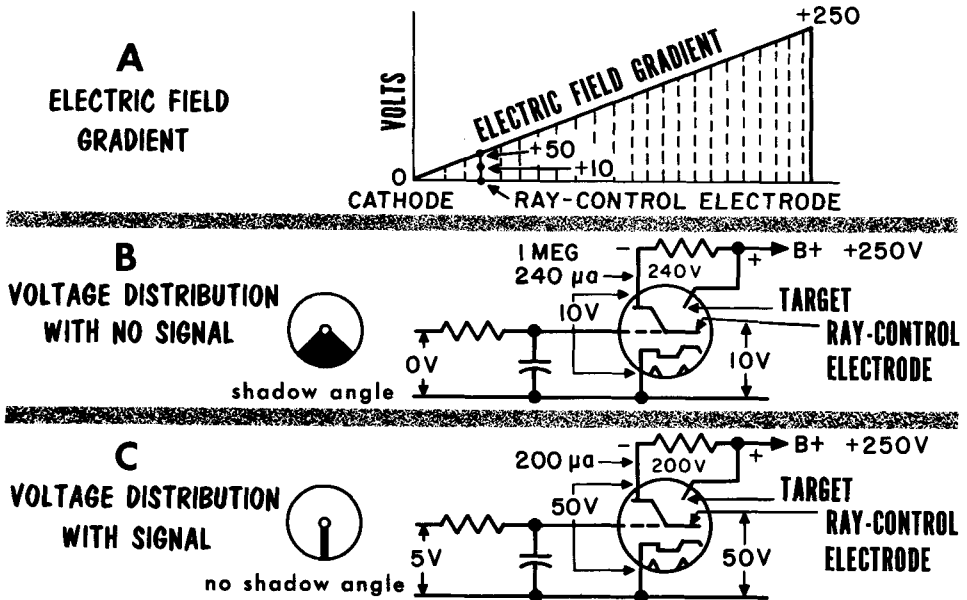 A
ELECTRIC FIELD
GRADIENT
VOLTS
ELECTRIC FIELD GRADIENT
+250
+50
+10
0
CATHODE
RAY-CONTROL ELECTRODE
B
VOLTAGE DISTRIBUTION
WITH NO SIGNAL
shadow angle
1 MEG
240 µa
−
240V
+
B+ +250V
10V
0V
TARGET
RAY-CONTROL
ELECTRODE
10V
C
VOLTAGE DISTRIBUTION
WITH SIGNAL
no shadow angle
200 µa
−
200V
+
B+ +250V
50V
5V
TARGET
RAY-CONTROL
ELECTRODE
50V